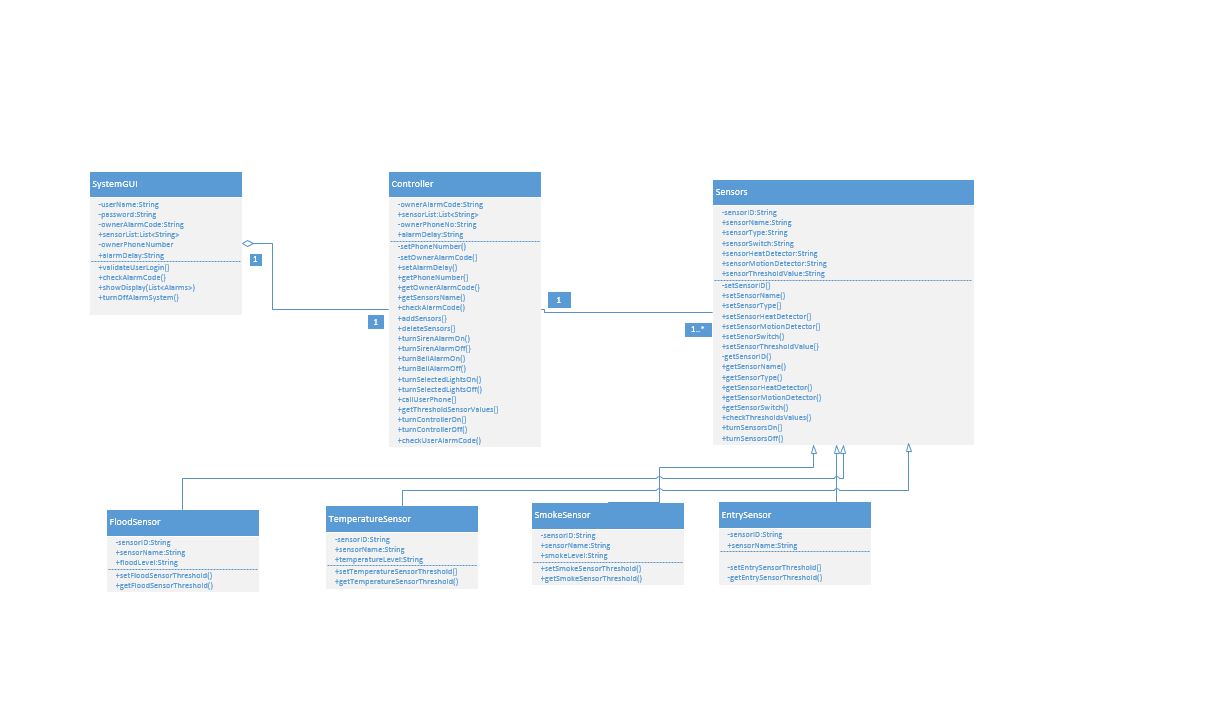 SystemGUI
-userName:String
-password:String
-ownerAlarmCode:String
+sensorList:List<String>
-ownerPhoneNumber
+alarmDelay:String
+validateUserLogin()
+checkAlarmCode()
+showDisplay(List<Alarms>)
+turnOffAlarmSystem()
1
1
Controller
-ownerAlarmCode:String
+sensorList:List<String>
-ownerPhoneNo:String
+alarmDelay:String
-setPhoneNumber()
-setOwnerAlarmCode()
+setAlarmDelay()
+getPhoneNumber()
+getOwnerAlarmCode()
+getSensorsName()
+checkAlarmCode()
+addSensors()
+deleteSensors()
+turnSirenAlarmOn()
+turnSirenAlarmOff()
+turnBellAlarmOn()
+turnBellAlarmOff()
+turnSelectedLightsOn()
+turnSelectedLightsOff()
+callUserPhone()
+getThresholdSensorValues()
+turnControllerOn()
+turnControllerOff()
+checkUserAlarmCode()
1
1..*
Sensors
-sensorID:String
+sensorName:String
+sensorType:String
+sensorSwitch:String
+sensorHeatDetector:String
+sensorMotionDetector:String
+sensorThresholdValue:String
-setSensorID()
+setSensorName()
+setSensorType()
+setSensorHeatDetector()
+setSensorMotionDetector()
+setSenorSwitch()
+setSensorThresholdValue()
-getSensorID()
+getSensorName()
+getSensorType()
+getSensorHeatDetector()
+getSensorMotionDetector()
+getSensorSwitch()
+checkThresholdsValues()
+turnSensorsOn()
+turnSensorsOff()
FloodSensor
-sensorID:String
+sensorName:String
+floodLevel:String
+setFloodSensorThreshold()
+getFloodSensorThreshold()
TemperatureSensor
-sensorID:String
+sensorName:String
+temperatureLevel:String
+setTemperatureSensorThreshold()
+getTemperatureSensorThreshold()
SmokeSensor
-sensorID:String
+sensorName:String
+smokeLevel:String
+setSmokeSensorThreshold()
+getSmokeSensorThreshold()
EntrySensor
-sensorID:String
+sensorName:String
-setEntrySensorThreshold()
-getEntrySensorThreshold()